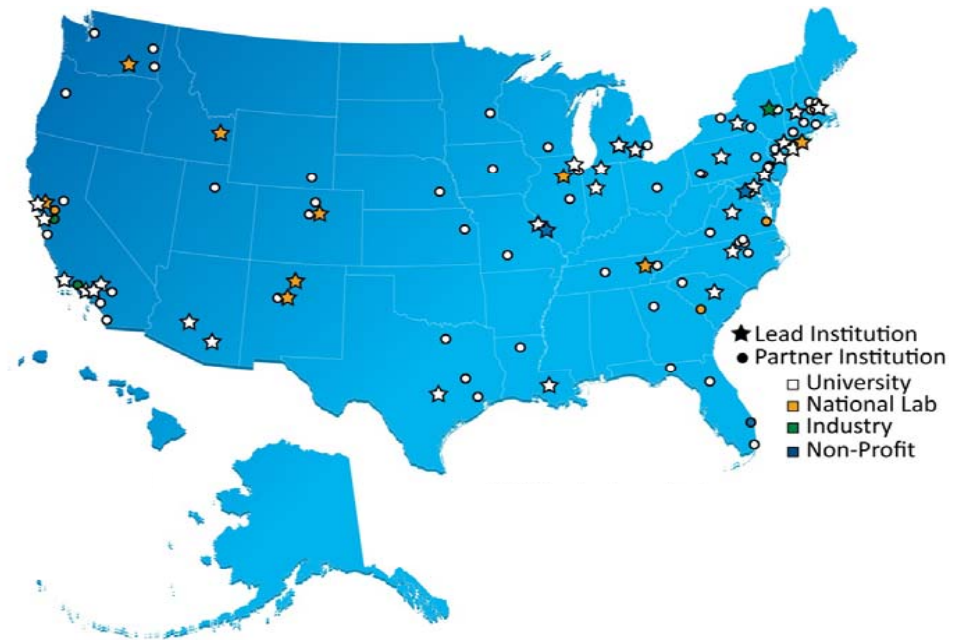 Lead Institution
Partner Institution
University
National Lab
Industry
Non-Profit